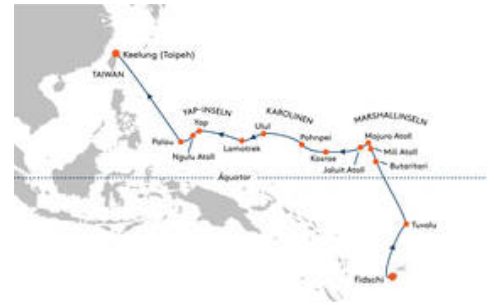 Keelung (Taipeh)
TAIWAN
YAP-INSELN
Yap
Palau
Ngulu Atoll
Lamotrek
Ulul
KAROLINEN
Pohnpei
Kosrae
MARSHALLINSELN
Majuro Atoll
Mili Atoll
Jaluit Atoll
Butaritari
Äquator
Tuvalu
Fidschi